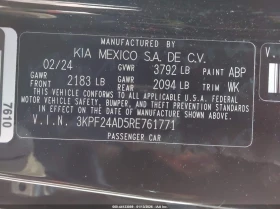 KIA MEXICO S.A. DE C.V.
02/24 GVWR 3792 LB PAINT ABP
GAWR GAWR
FRONT 2183 LB REAR 2094 LB TRIM WK
THIS VEHICLE CONFORMS TO ALL APPLICABLE
U.S.A. FEDERAL MOTOR VEHICLE
SAFETY, BUMPER, AND THEFT PREVENTION
STANDARDS IN EFFECT ON THE DATE OF
MANUFACTURE SHOWN ABOVE.
V.I.N. 3KPF24AD5RE761771
PASSENGER CAR
7610